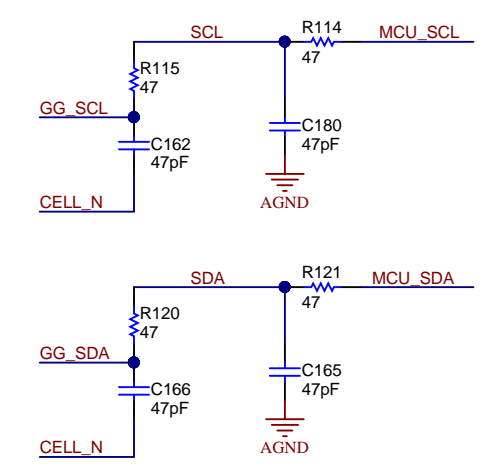 SCL
R114
47
MCU_SCL
R115
47
GG_SCL
C162
47pF
C180
47pF
CELL_N
AGND
SDA
R121
47
MCU_SDA
R120
47
GG_SDA
C166
47pF
C165
47pF
CELL_N
AGND